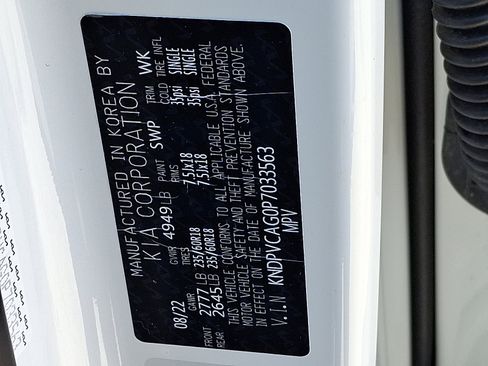 MANUFACTURED IN KOREA BY
KIA CORPORATION
08/22 GVWR 4949LB PAINT SWP TRIM WK
GAWR TIRES RIMS COLD TIRE INFL
FRONT 2777LB 235/60R18 7.5Jx18 35psi SINGLE
REAR 2645LB 235/60R18 7.5Jx18 35psi SINGLE
THIS VEHICLE CONFORMS TO ALL APPLICABLE U.S.A. FEDERAL
MOTOR VEHICLE SAFETY AND THEFT PREVENTION STANDARDS
IN EFFECT ON THE DATE OF MANUFACTURE SHOWN ABOVE.
V.I.N KNDPVCAG0P7033563
MPV